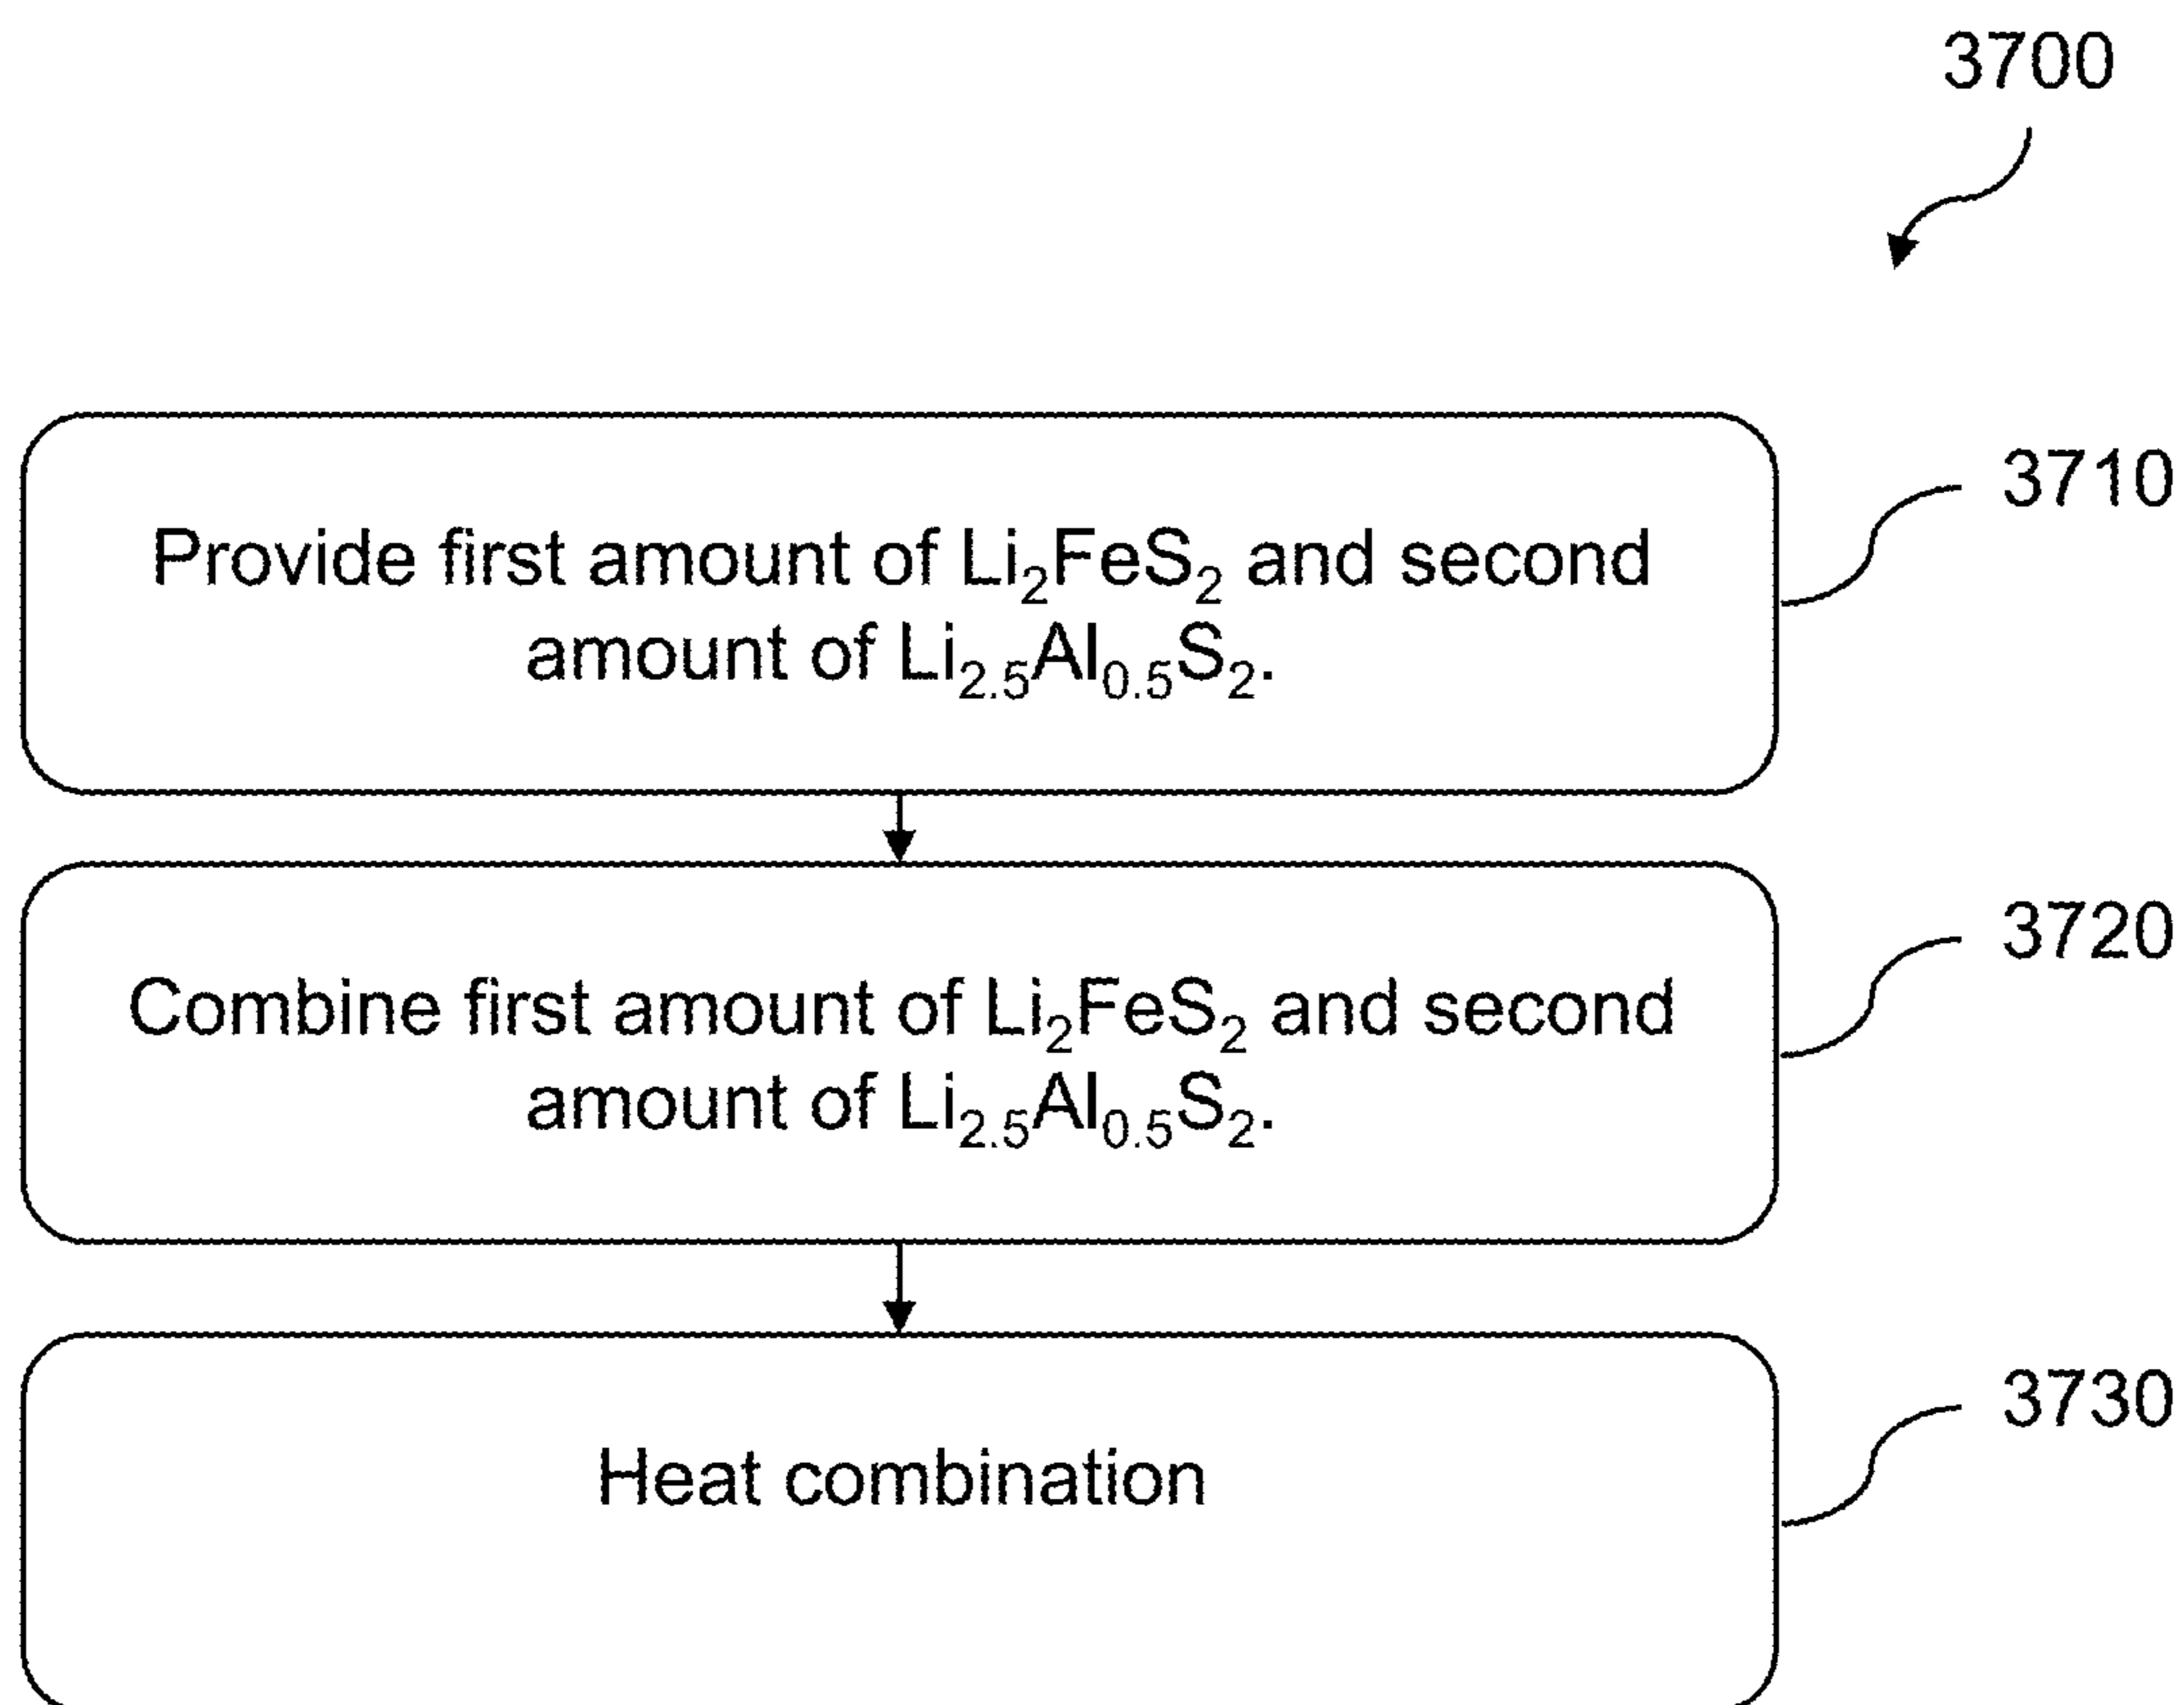 3700
Provide first amount of Li₂FeS₂ and second
amount of Li₂.₅Al₀.₅S₂.
3710
Combine first amount of Li₂FeS₂ and second
amount of Li₂.₅Al₀.₅S₂.
3720
Heat combination
3730